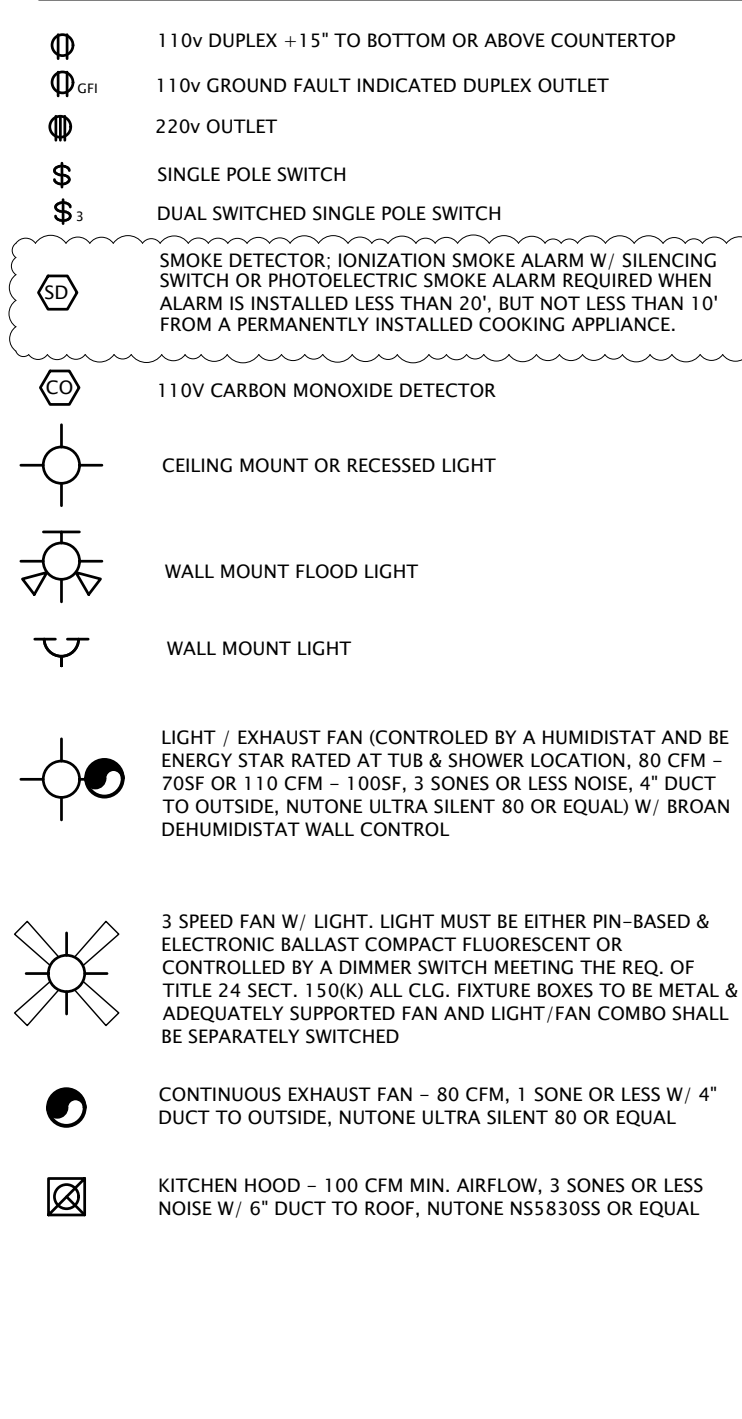 110v DUPLEX +15" TO BOTTOM OR ABOVE COUNTERTOP
GFI 110v GROUND FAULT INDICATED DUPLEX OUTLET
220v OUTLET
$ SINGLE POLE SWITCH
$ 3 DUAL SWITCHED SINGLE POLE SWITCH
SMOKE DETECTOR; IONIZATION SMOKE ALARM W/ SILENCING
SD SWITCH OR PHOTOELECTRIC SMOKE ALARM REQUIRED WHEN
ALARM IS INSTALLED LESS THAN 20', BUT NOT LESS THAN 10'
FROM A PERMANENTLY INSTALLED COOKING APPLIANCE.
CO 110V CARBON MONOXIDE DETECTOR
CEILING MOUNT OR RECESSED LIGHT
WALL MOUNT FLOOD LIGHT
WALL MOUNT LIGHT
LIGHT / EXHAUST FAN (CONTROLED BY A HUMIDISTAT AND BE
ENERGY STAR RATED AT TUB & SHOWER LOCATION, 80 CFM -
70SF OR 110 CFM - 100SF, 3 SONES OR LESS NOISE, 4" DUCT
TO OUTSIDE, NUTONE ULTRA SILENT 80 OR EQUAL) W/ BROAN
DEHUMIDISTAT WALL CONTROL
3 SPEED FAN W/ LIGHT. LIGHT MUST BE EITHER PIN-BASED &
ELECTRONIC BALLAST COMPACT FLUORESCENT OR
CONTROLLED BY A DIMMER SWITCH MEETING THE REQ. OF
TITLE 24 SECT. 150(K) ALL CLG. FIXTURE BOXES TO BE METAL &
ADEQUATELY SUPPORTED FAN AND LIGHT/FAN COMBO SHALL
BE SEPARATELY SWITCHED
CONTINUOUS EXHAUST FAN - 80 CFM, 1 SONE OR LESS W/ 4"
DUCT TO OUTSIDE, NUTONE ULTRA SILENT 80 OR EQUAL
KITCHEN HOOD - 100 CFM MIN. AIRFLOW, 3 SONES OR LESS
NOISE W/ 6" DUCT TO ROOF, NUTONE NS5830SS OR EQUAL